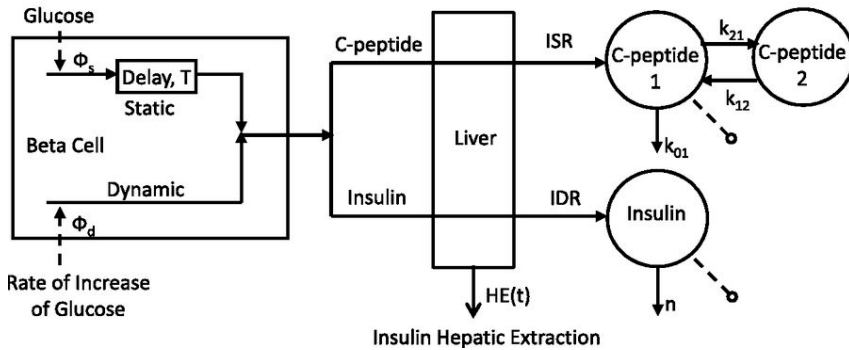 Glucose
Φs
Delay, T
Static
Beta Cell
Dynamic
Φd
Rate of Increase
of Glucose
C-peptide
Insulin
Liver
HE(t)
Insulin Hepatic Extraction
ISR
IDR
C-peptide
1
k21
k12
C-peptide
2
k01
Insulin
n